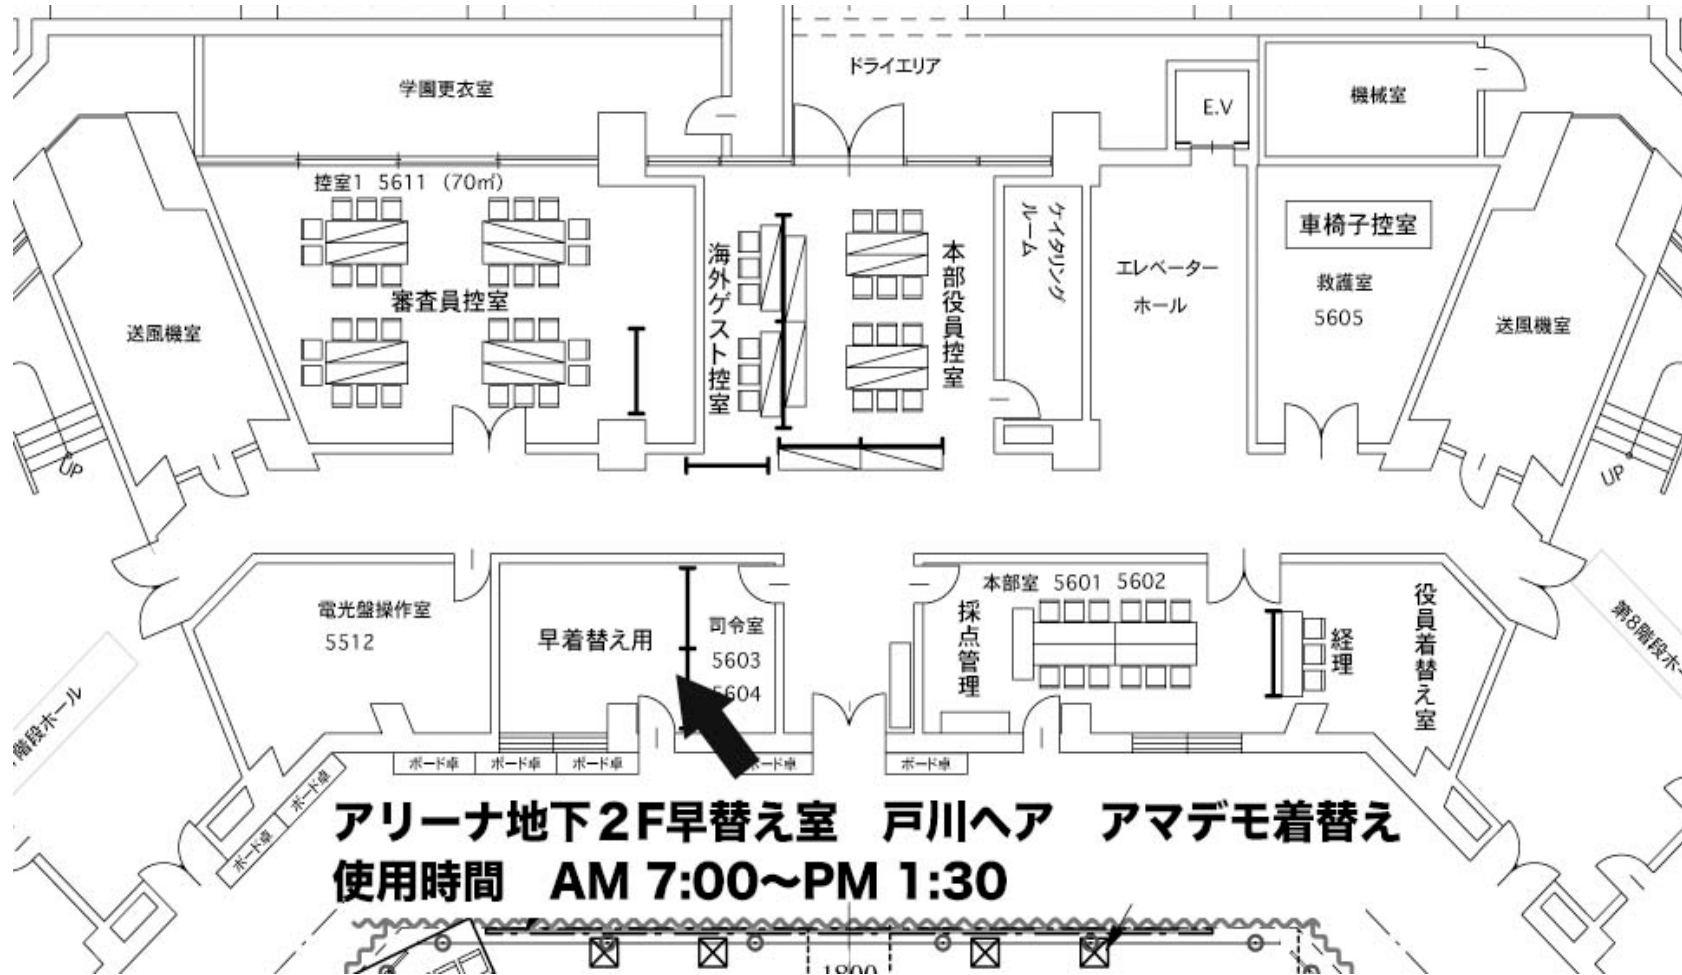 ドライエリア
学園更衣室
機械室
E.V
控室1 5611 （70㎡）
車椅子控室
ケイタリング
ルーム
海外ゲスト控室
本部役員控室
エレベーター
ホール
救護室
5605
審査員控室
送風機室
送風機室
UP
UP
本部室 5601 5602
電光盤操作室
5512
早着替え用
司令室
5603
5604
採点管理
経理
役員着替え室
第8階段ホール
階段ホール
ボード卓
ボード卓
ボード卓
ボード卓
ボード卓
ボード卓
ボード卓
アリーナ地下２F早替え室　戸川ヘア　アマデモ着替え
使用時間　AM 7:00〜PM 1:30
1800